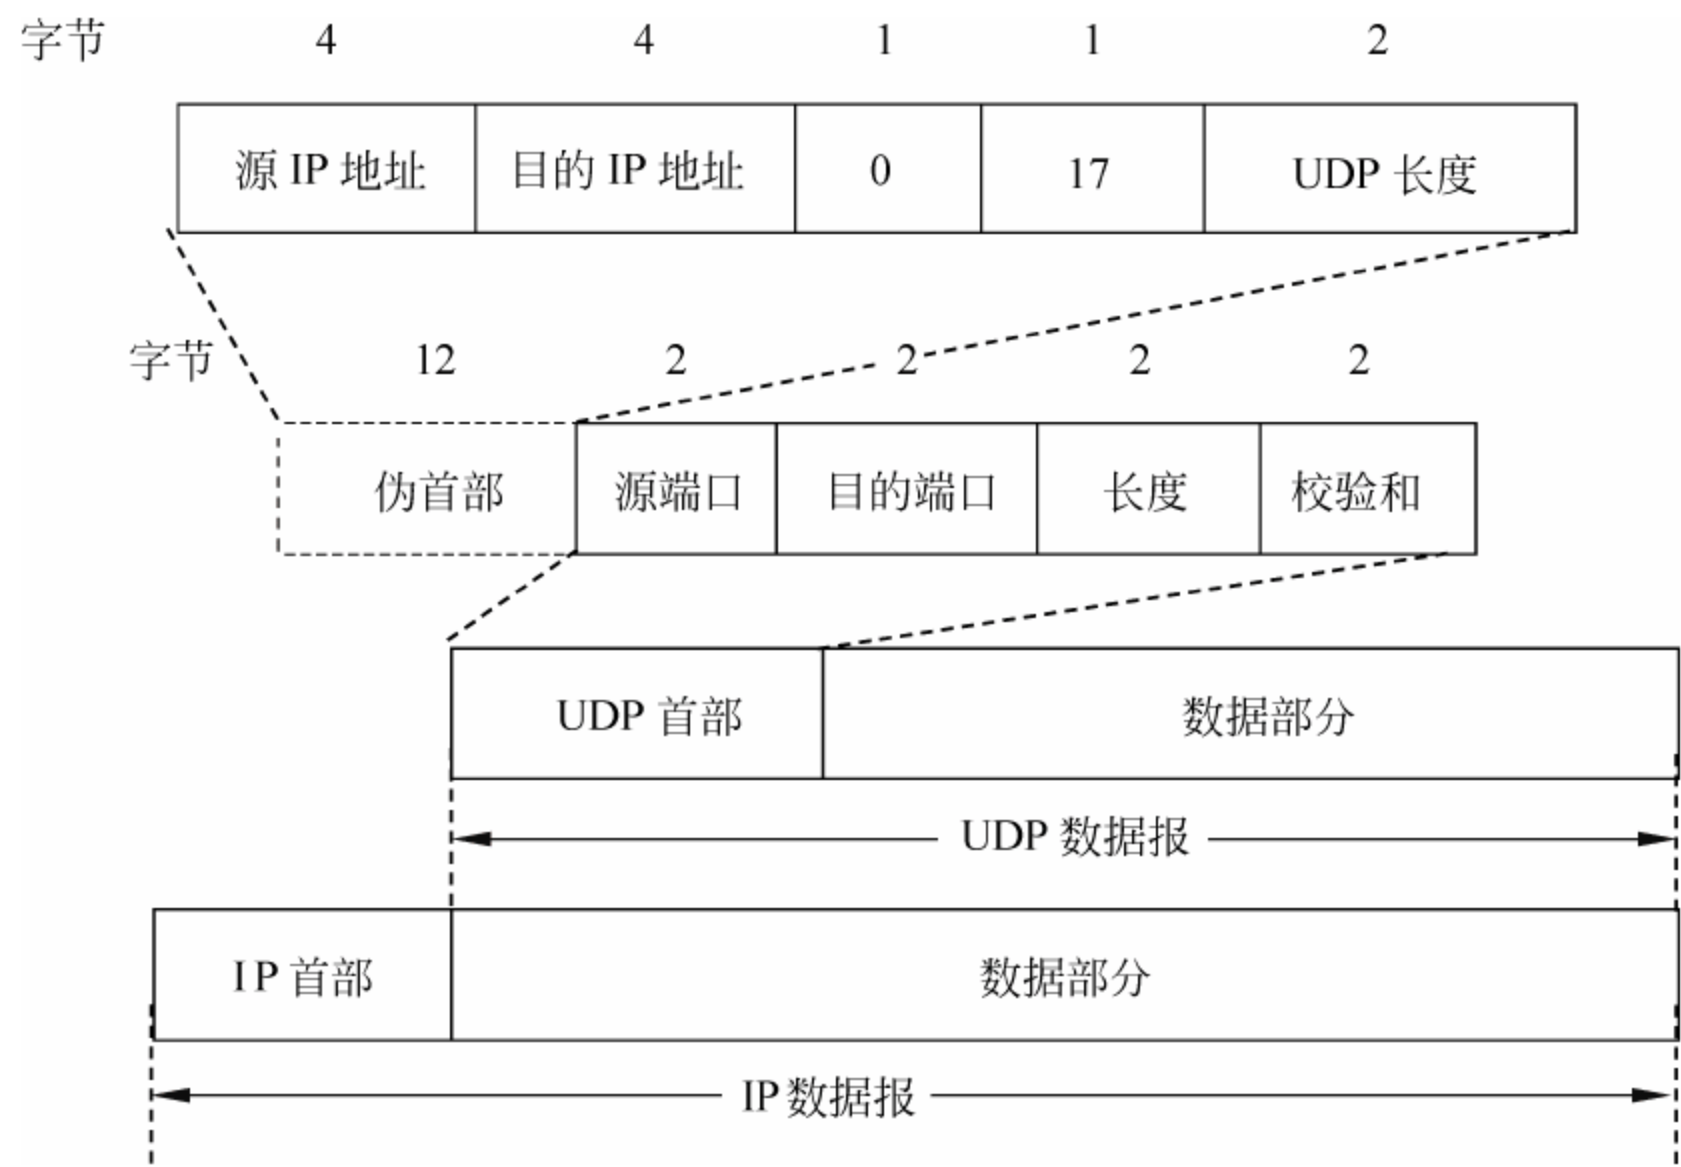 字节 4 4 1 1 2
源 IP 地址 目的 IP 地址 0 17 UDP 长度
字节 12 2 2 2 2
伪首部 源端口 目的端口 长度 校验和
UDP 首部 数据部分
UDP 数据报
IP 首部 数据部分
IP 数据报